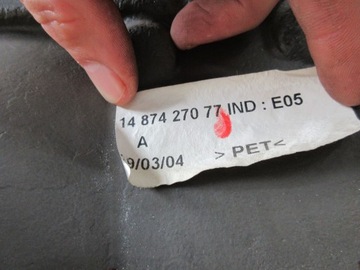 14 874 270 77 IND : E05
A
9/03/04 > PET <